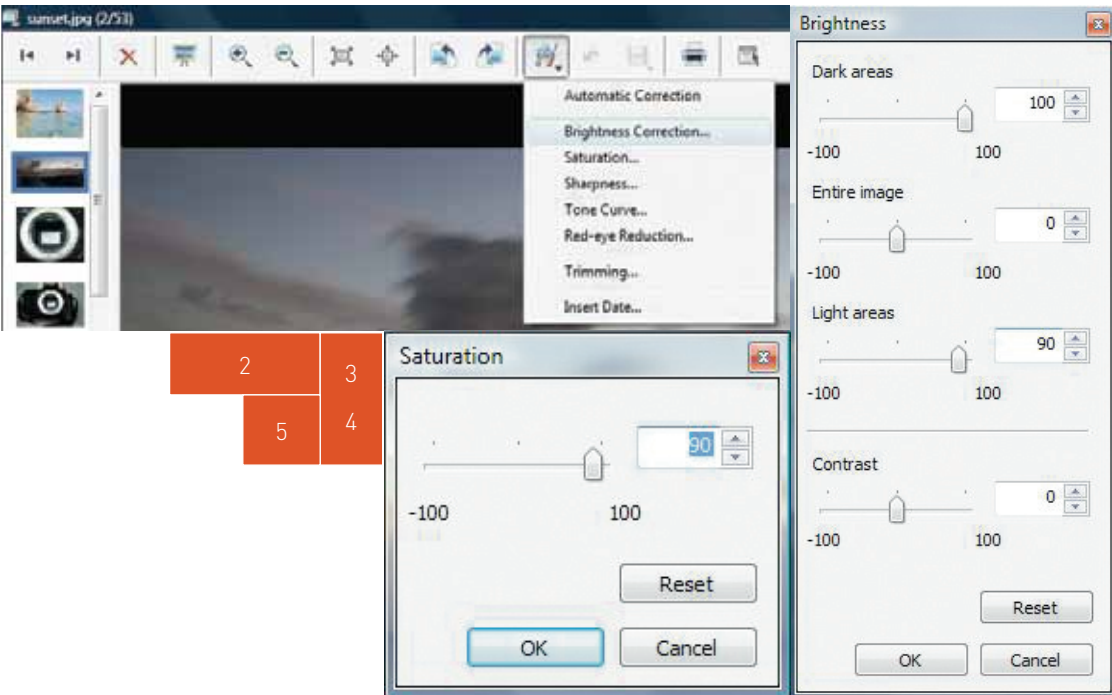 sunset.jpg (2/53)
Automatic Correction
Brightness Correction...
Saturation...
Sharpness...
Tone Curve...
Red-eye Reduction...
Trimming...
Insert Date...
2
3
5
4
Saturation
90
-100 100
Reset
OK Cancel
Brightness
Dark areas
100
-100 100
Entire image
0
-100 100
Light areas
90
-100 100
Contrast
0
-100 100
Reset
OK Cancel